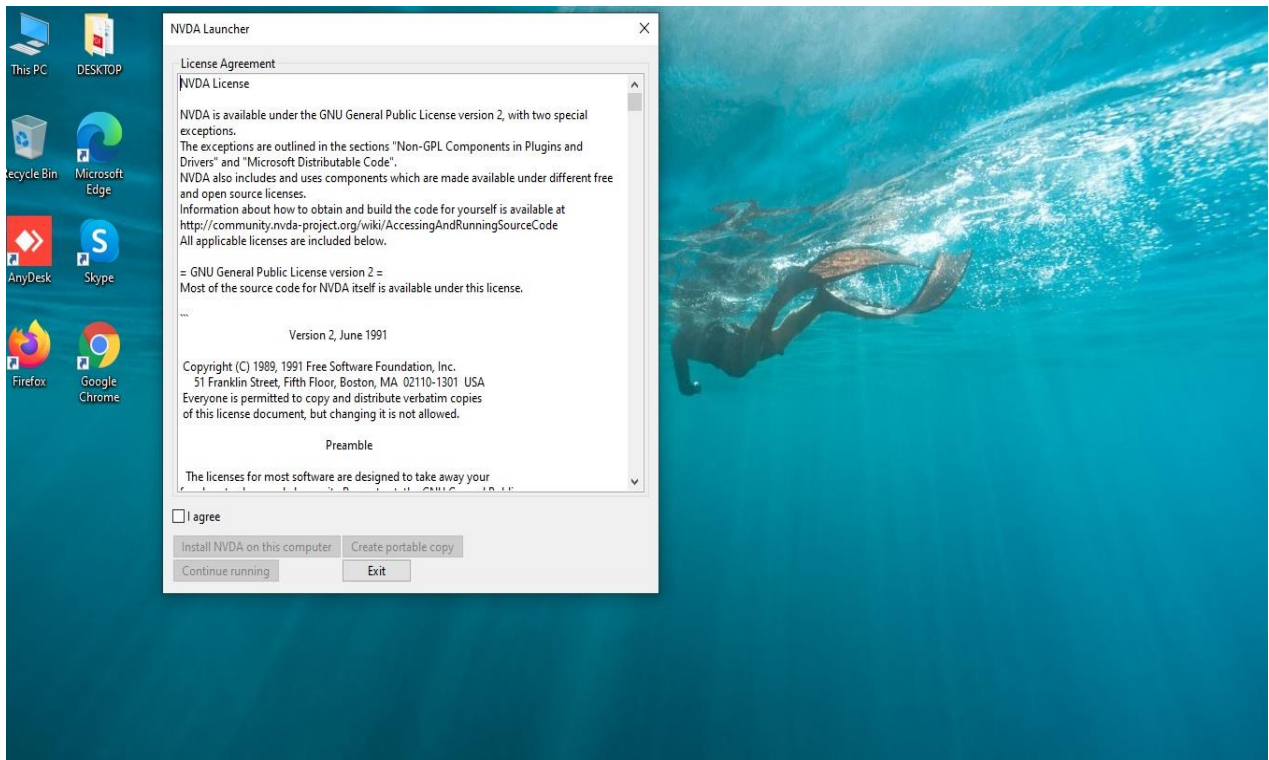 This PC
DESKTOP
Recycle Bin
Microsoft
Edge
AnyDesk
S
Skype
Firefox
Google
Chrome
NVDA Launcher
License Agreement
NVDA License
NVDA is available under the GNU General Public License version 2, with two special
exceptions.
The exceptions are outlined in the sections "Non-GPL Components in Plugins and
Drivers" and "Microsoft Distributable Code".
NVDA also includes and uses components which are made available under different free
and open source licenses.
Information about how to obtain and build the code for yourself is available at
http://community.nvda-project.org/wiki/AccessingAndRunningSourceCode
All applicable licenses are included below.
= GNU General Public License version 2 =
Most of the source code for NVDA itself is available under this license.
```
Version 2, June 1991
Copyright (C) 1989, 1991 Free Software Foundation, Inc.
51 Franklin Street, Fifth Floor, Boston, MA 02110-1301 USA
Everyone is permitted to copy and distribute verbatim copies
of this license document, but changing it is not allowed.
Preamble
The licenses for most software are designed to take away your
I agree
Install NVDA on this computer
Create portable copy
Continue running
Exit